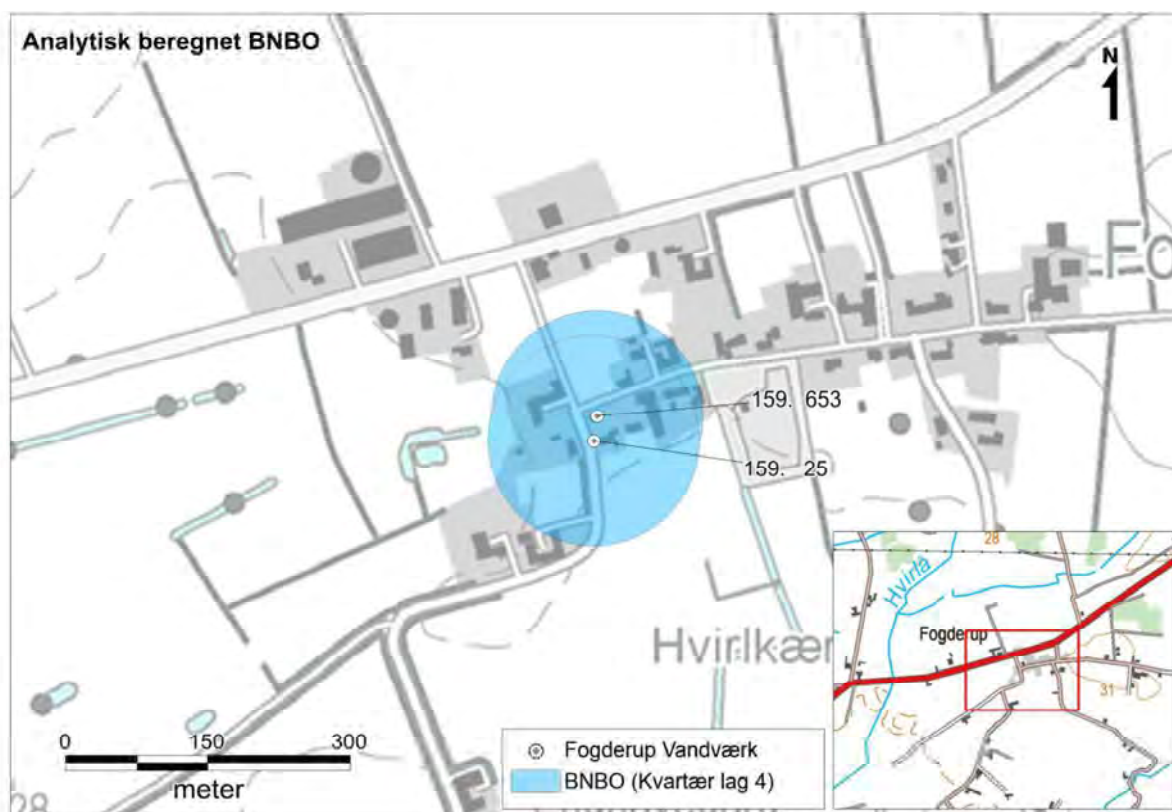 Analytisk beregnet BNBO
N
Fo
159. 653
159. 25
28
Hvirlå
Fogderup
Hvirlkær
31
0 150 300
meter
Fogderup Vandværk
BNBO (Kvartær lag 4)
28